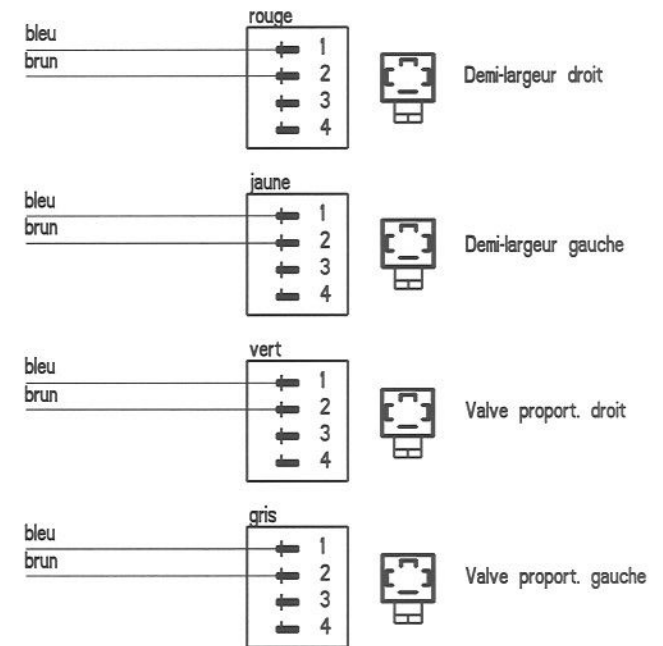 rouge
bleu 1
brun 2
3 Demi-largeur droit
4
jaune
bleu 1
brun 2
3 Demi-largeur gauche
4
vert
bleu 1
brun 2
3 Valve proport. droit
4
gris
bleu 1
brun 2
3 Valve proport. gauche
4